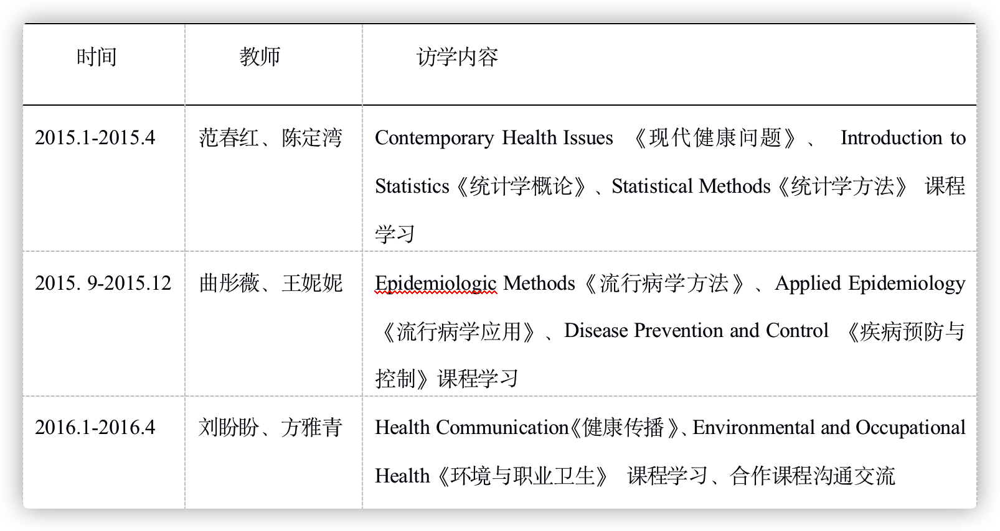 时间 教师 访学内容
2015.1-2015.4 范春红、陈定湾 Contemporary Health Issues 《现代健康问题》、 Introduction to
Statistics《统计学概论》、Statistical Methods《统计学方法》 课程
学习
2015. 9-2015.12 曲彤薇、王妮妮 Epidemiologic Methods《流行病学方法》、Applied Epidemiology
《流行病学应用》、Disease Prevention and Control 《疾病预防与
控制》课程学习
2016.1-2016.4 刘盼盼、方雅青 Health Communication《健康传播》、Environmental and Occupational
Health《环境与职业卫生》 课程学习、合作课程沟通交流